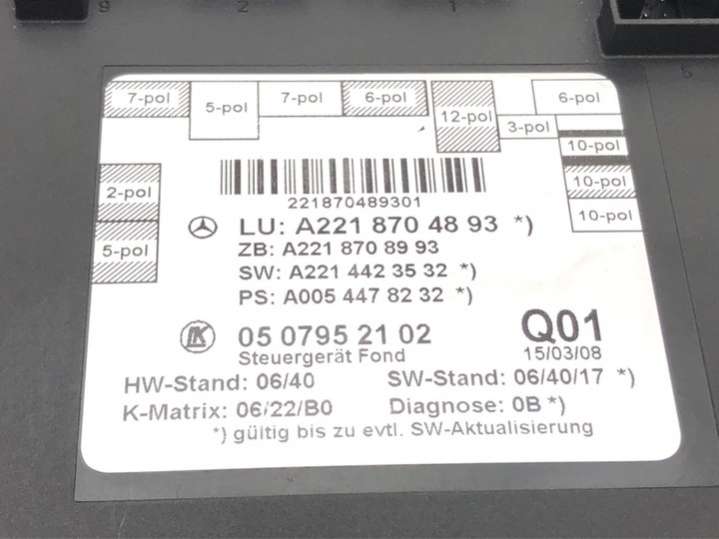 9 2 1
5
7-pol 5-pol 7-pol 6-pol 12-pol 3-pol 6-pol
10-pol
10-pol
10-pol
2-pol
5-pol
221870489301
LU: A221 870 48 93 *)
ZB: A221 870 89 93
SW: A221 442 35 32 *)
PS: A005 447 82 32 *)
05 0795 21 02
Steuergerät Fond
Q01
15/03/08
HW-Stand: 06/40 SW-Stand: 06/40/17 *)
K-Matrix: 06/22/B0 Diagnose: 0B *)
*) gültig bis zu evtl. SW-Aktualisierung